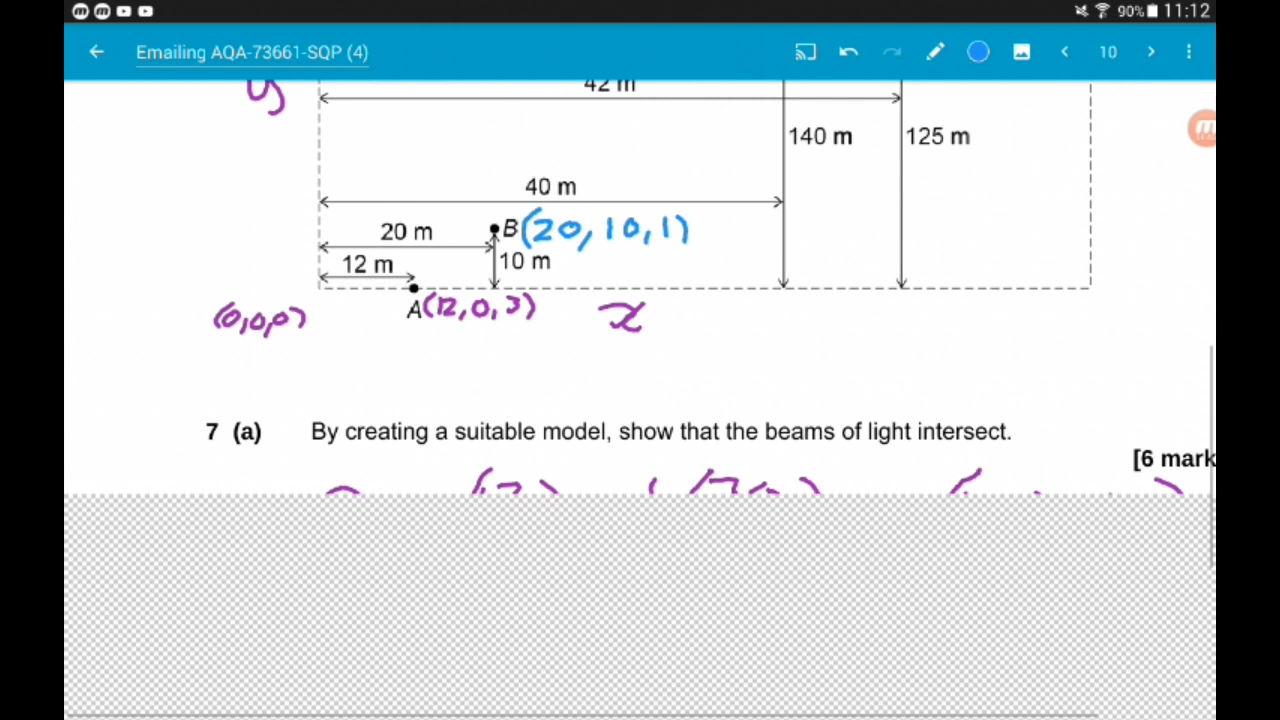 90% 11:12
Emailing AQA-73661-SQP (4)
10
y
42 m
140 m
125 m
40 m
20 m
B(20,10,1)
12 m
10 m
(0,0,0)
A(12,0,3)
x
7 (a) By creating a suitable model, show that the beams of light intersect.
[6 mark